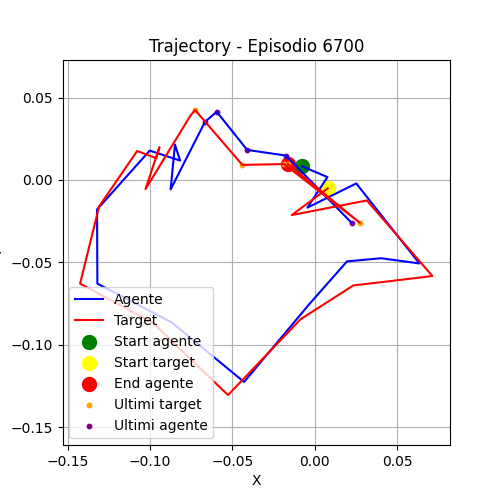 Trajectory - Episodio 6700
0.05
0.00
−0.05
−0.10
−0.15
Agente
Target
Start agente
Start target
End agente
Ultimi target
Ultimi agente
−0.15 −0.10 −0.05 0.00 0.05
X